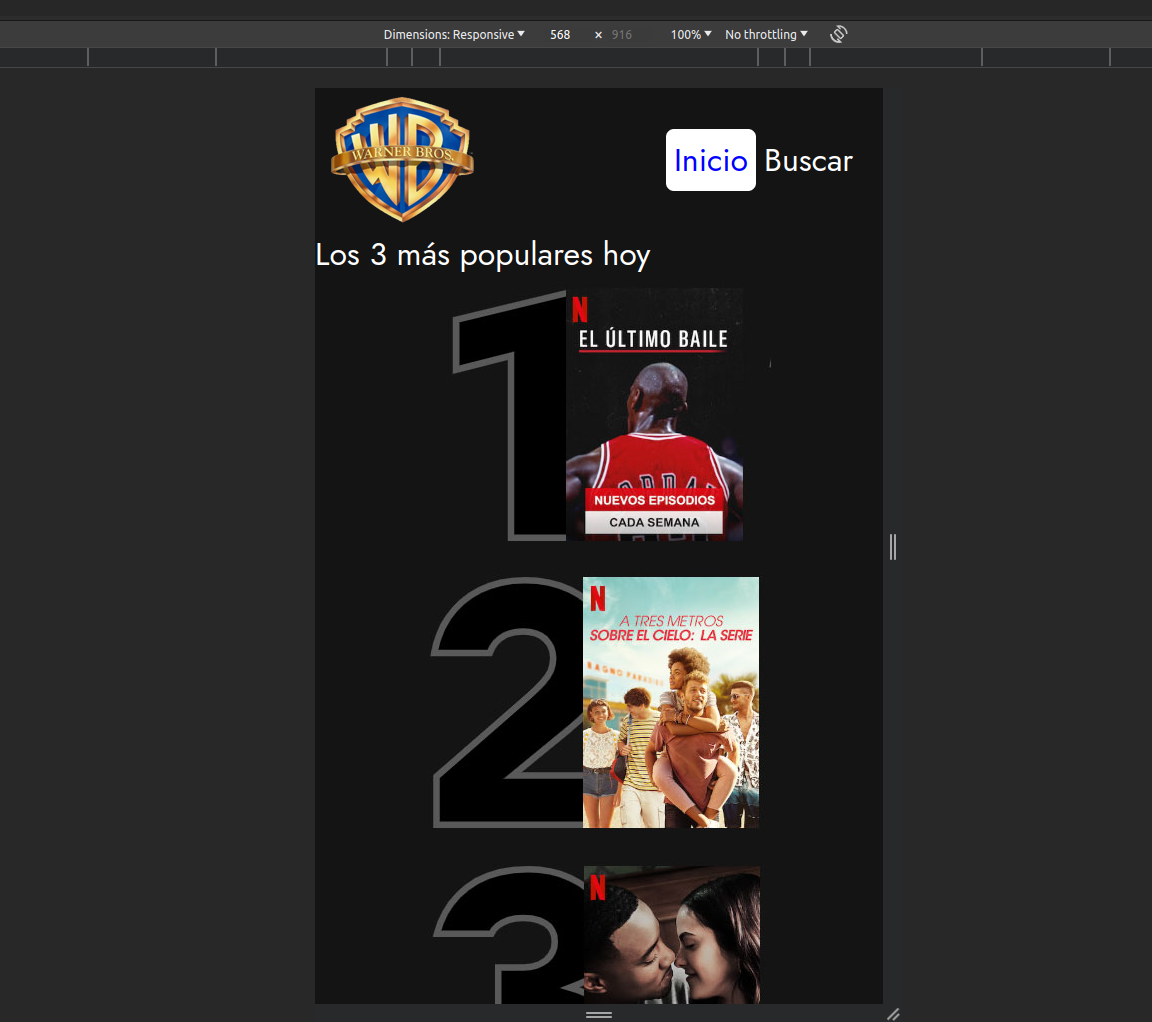 Dimensions: Responsive 568 × 916 100% No throttling
WARNER BROS.
Inicio Buscar
Los 3 más populares hoy
1
N
EL ÚLTIMO BAILE
NUEVOS EPISODIOS
CADA SEMANA
2
N
A TRES METROS
SOBRE EL CIELO: LA SERIE
3
N